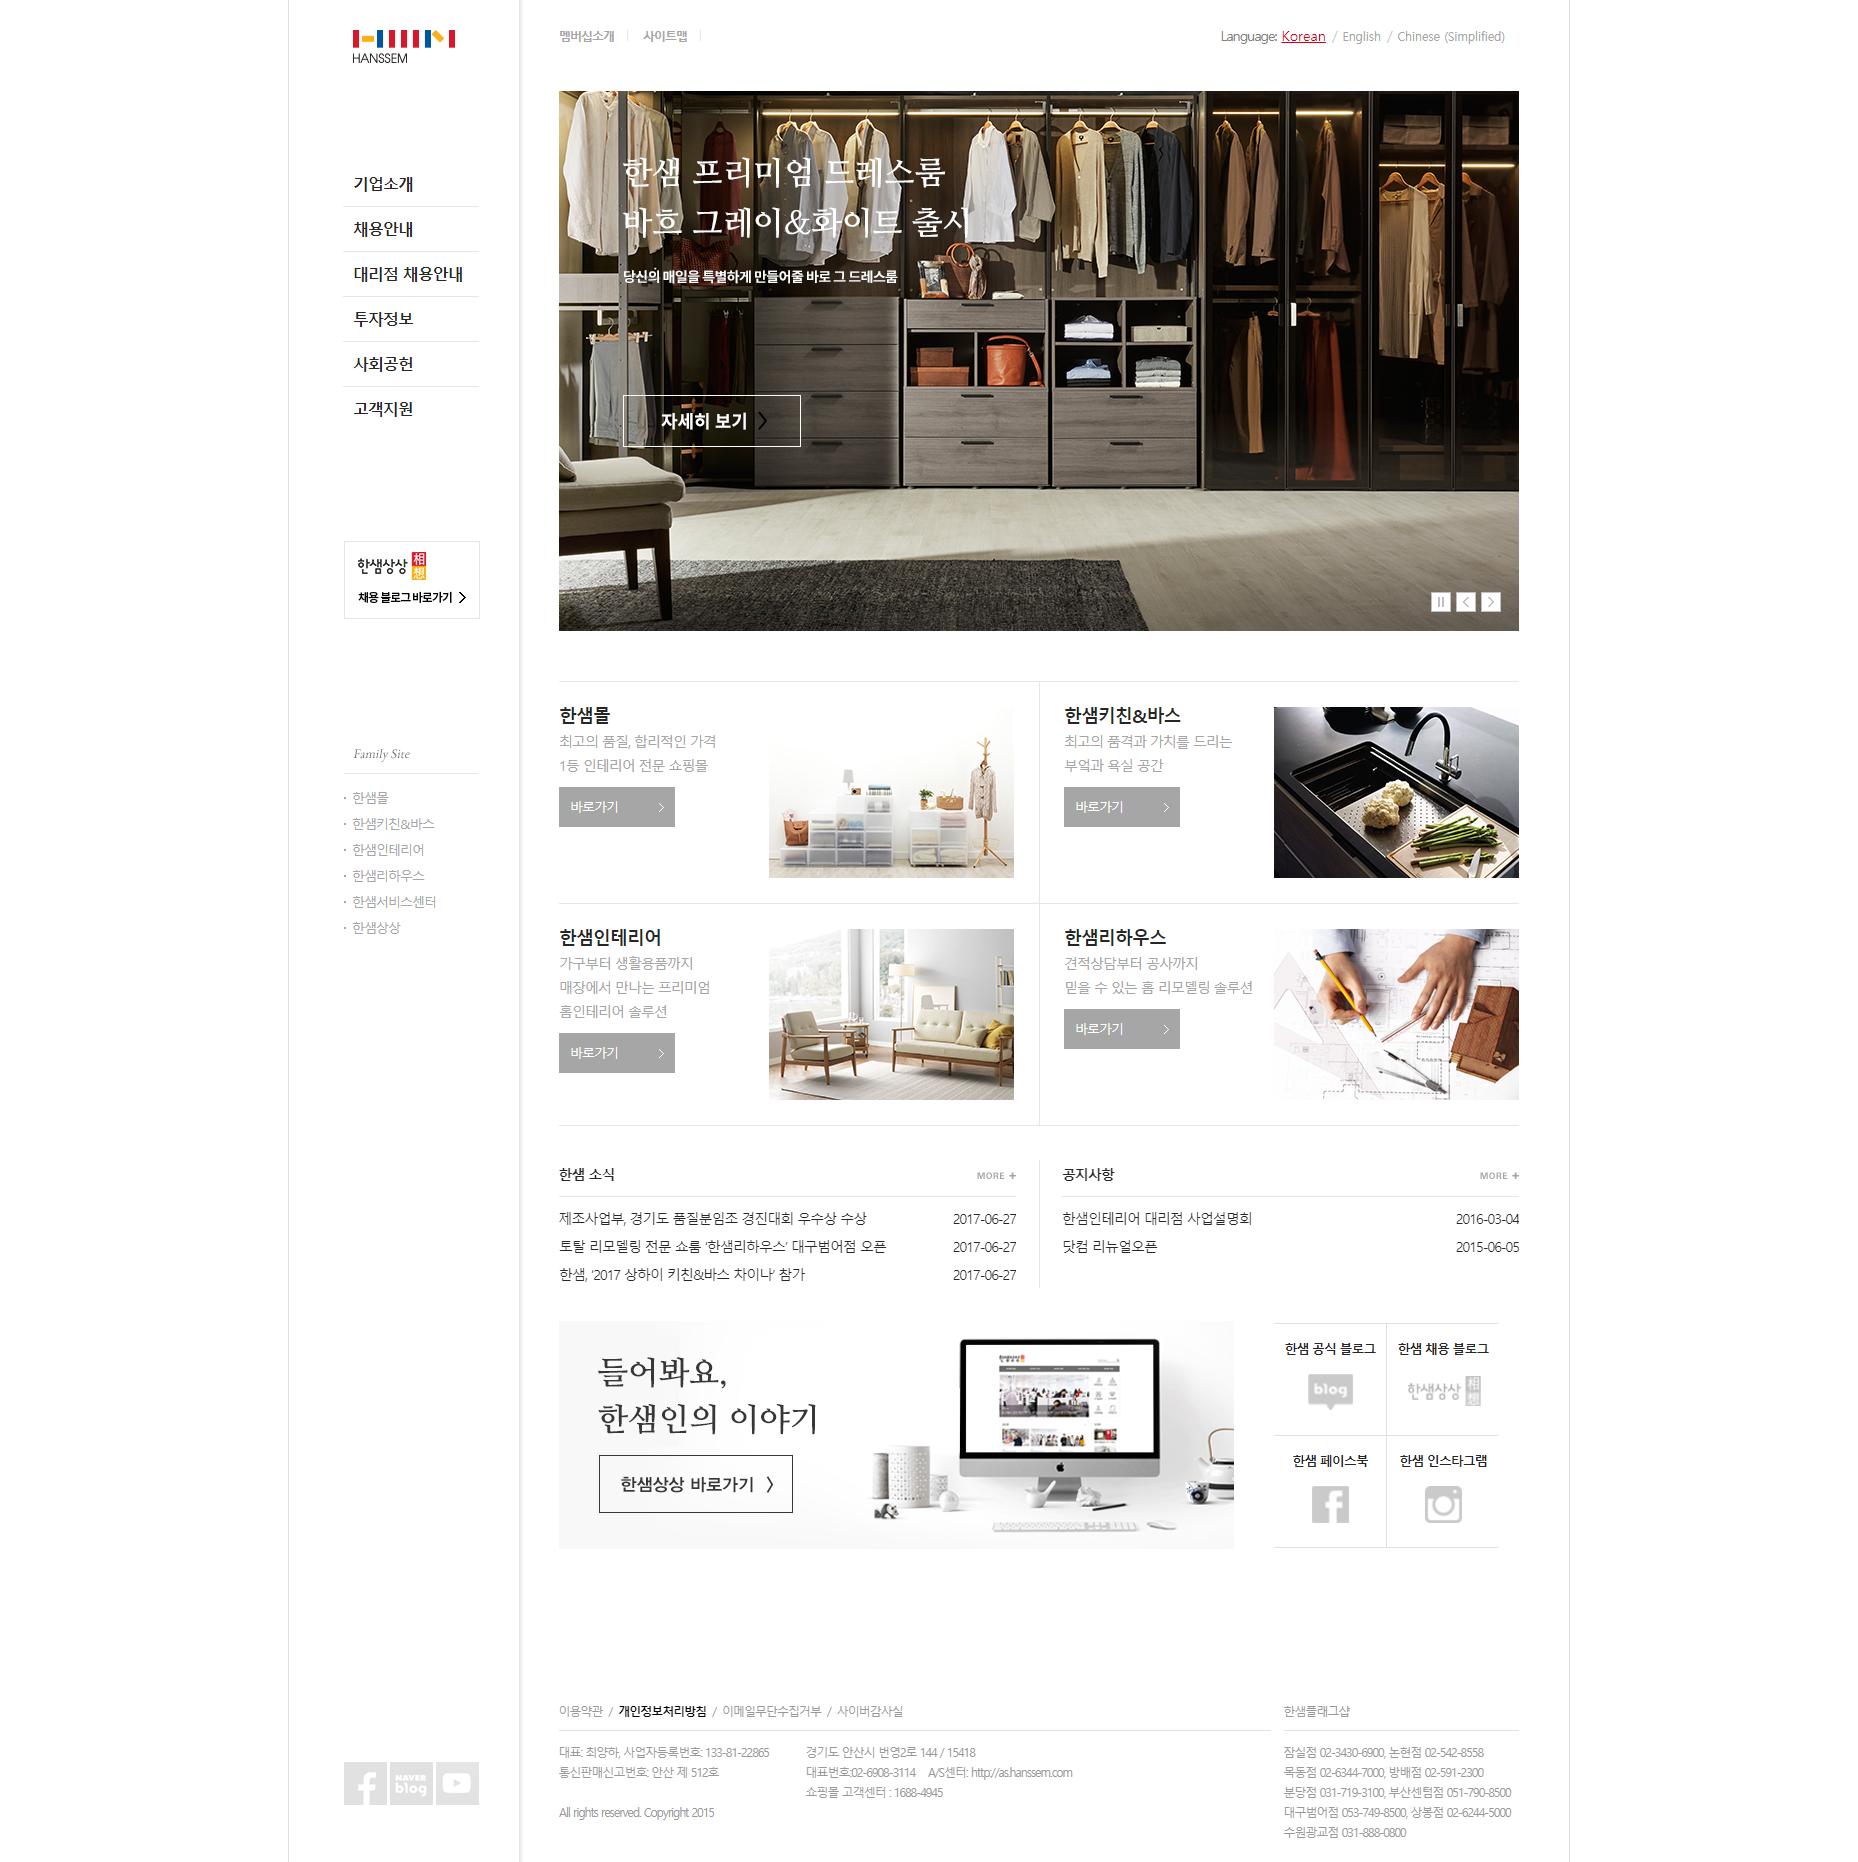 HANSSEM
멤버십소개
사이트맵
Language: Korean / English / Chinese (Simplified)
기업소개
채용안내
대리점 채용안내
투자정보
사회공헌
고객지원
한샘상상 相想
채용 블로그 바로가기
Family Site
한샘몰
한샘키친&바스
한샘인테리어
한샘리하우스
한샘서비스센터
한샘상상
NAVER blog
한샘 프리미엄 드레스룸
바흐 그레이&화이트 출시
당신의 매일을 특별하게 만들어줄 바로 그 드레스룸
자세히 보기
한샘몰
최고의 품질, 합리적인 가격
1등 인테리어 전문 쇼핑몰
바로가기
한샘키친&바스
최고의 품격과 가치를 드리는
부엌과 욕실 공간
바로가기
한샘인테리어
가구부터 생활용품까지
매장에서 만나는 프리미엄
홈인테리어 솔루션
바로가기
한샘리하우스
견적상담부터 공사까지
믿을 수 있는 홈 리모델링 솔루션
바로가기
한샘 소식 MORE +
제조사업부, 경기도 품질분임조 경진대회 우수상 수상 2017-06-27
토탈 리모델링 전문 쇼룸 ‘한샘리하우스’ 대구범어점 오픈 2017-06-27
한샘, ‘2017 상하이 키친&바스 차이나’ 참가 2017-06-27
공지사항 MORE +
한샘인테리어 대리점 사업설명회 2016-03-04
닷컴 리뉴얼오픈 2015-06-05
들어봐요,
한샘인의 이야기
한샘상상 바로가기
한샘 공식 블로그
blog
한샘 채용 블로그
한샘상상 相想
한샘 페이스북
한샘 인스타그램
이용약관 / 개인정보처리방침 / 이메일무단수집거부 / 사이버감사실
대표: 최양하, 사업자등록번호: 133-81-22865
통신판매신고번호: 안산 제 512호
All rights reserved. Copyright 2015
경기도 안산시 번영2로 144 / 15418
대표번호:02-6908-3114 A/S센터: http://as.hanssem.com
쇼핑몰 고객센터 : 1688-4945
한샘플래그샵
잠실점 02-3430-6900, 논현점 02-542-8558
목동점 02-6344-7000, 방배점 02-591-2300
분당점 031-719-3100, 부산센텀점 051-790-8500
대구범어점 053-749-8500, 상봉점 02-6244-5000
수원광교점 031-888-0800